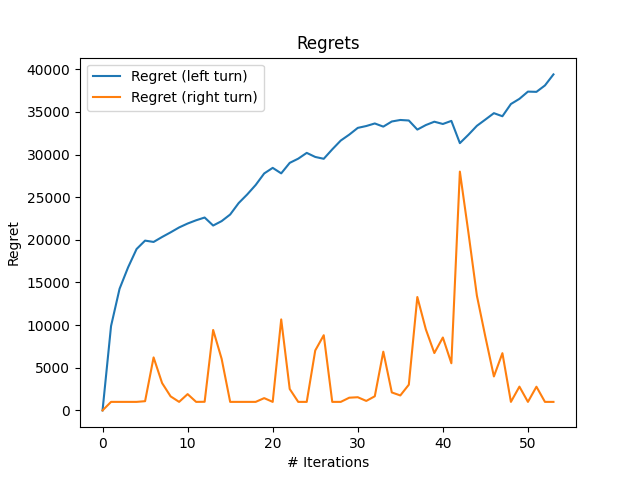 Regrets
Regret (left turn)
Regret (right turn)
40000
35000
30000
25000
20000
15000
10000
5000
0
Regret
0 10 20 30 40 50
# Iterations